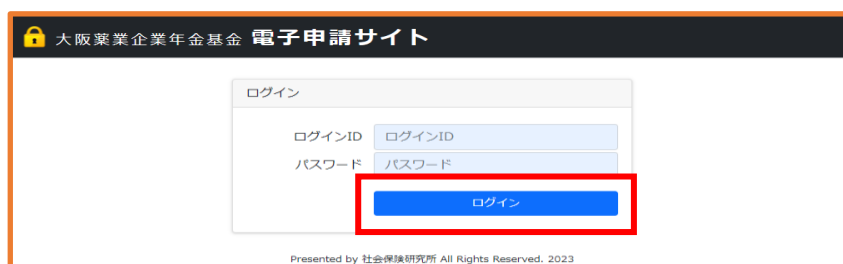 大阪薬業企業年金基金 電子申請サイト
ログイン
ログインID ログインID
パスワード パスワード
ログイン
Presented by 社会保険研究所 All Rights Reserved. 2023